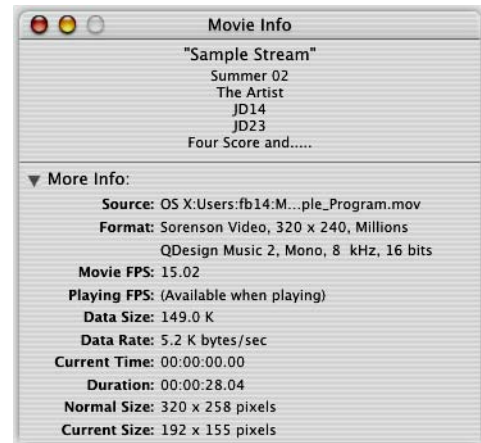 Movie Info
"Sample Stream"
Summer 02
The Artist
JD14
JD23
Four Score and.....
More Info:
Source: OS X:Users:fb14:M...ple_Program.mov
Format: Sorenson Video, 320 x 240, Millions
QDesign Music 2, Mono, 8 kHz, 16 bits
Movie FPS: 15.02
Playing FPS: (Available when playing)
Data Size: 149.0 K
Data Rate: 5.2 K bytes/sec
Current Time: 00:00:00.00
Duration: 00:00:28.04
Normal Size: 320 x 258 pixels
Current Size: 192 x 155 pixels